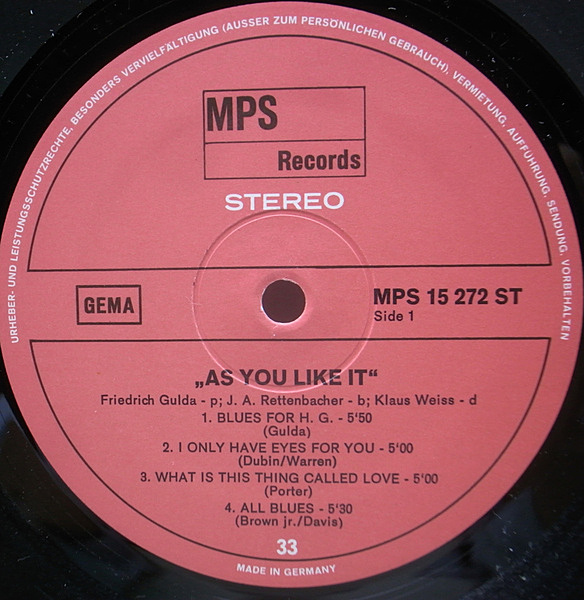 URHEBER- UND LEISTUNGSSCHUTZRECHTE, BESONDERS VERVIELFÄLTIGUNG (AUSSER ZUM PERSÖNLICHEN GEBRAUCH), VERMIETUNG, AUFFÜHRUNG, SENDUNG, VORBEHALTEN
MPS
Records
STEREO
GEMA
MPS 15 272 ST
Side 1
„AS YOU LIKE IT“
Friedrich Gulda - p; J. A. Rettenbacher - b; Klaus Weiss - d
1. BLUES FOR H. G. - 5'50
(Gulda)
2. I ONLY HAVE EYES FOR YOU - 5'00
(Dubin/Warren)
3. WHAT IS THIS THING CALLED LOVE - 5'00
(Porter)
4. ALL BLUES - 5'30
(Brown jr./Davis)
33
MADE IN GERMANY